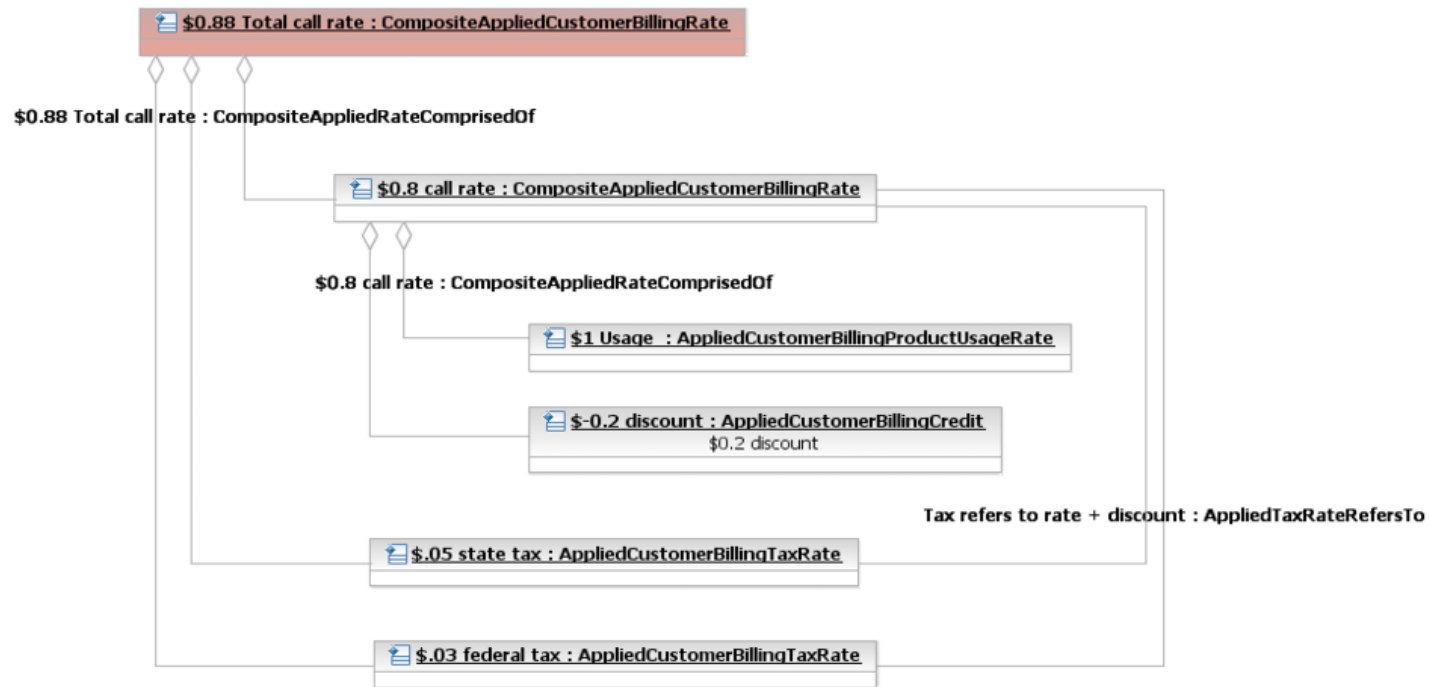 $0.88 Total call rate : CompositeAppliedCustomerBillingRate
$0.88 Total call rate : CompositeAppliedRateComprisedOf
$0.8 call rate : CompositeAppliedCustomerBillingRate
$0.8 call rate : CompositeAppliedRateComprisedOf
$1 Usage : AppliedCustomerBillingProductUsageRate
$-0.2 discount : AppliedCustomerBillingCredit
$0.2 discount
Tax refers to rate + discount : AppliedTaxRateRefersTo
$.05 state tax : AppliedCustomerBillingTaxRate
$.03 federal tax : AppliedCustomerBillingTaxRate